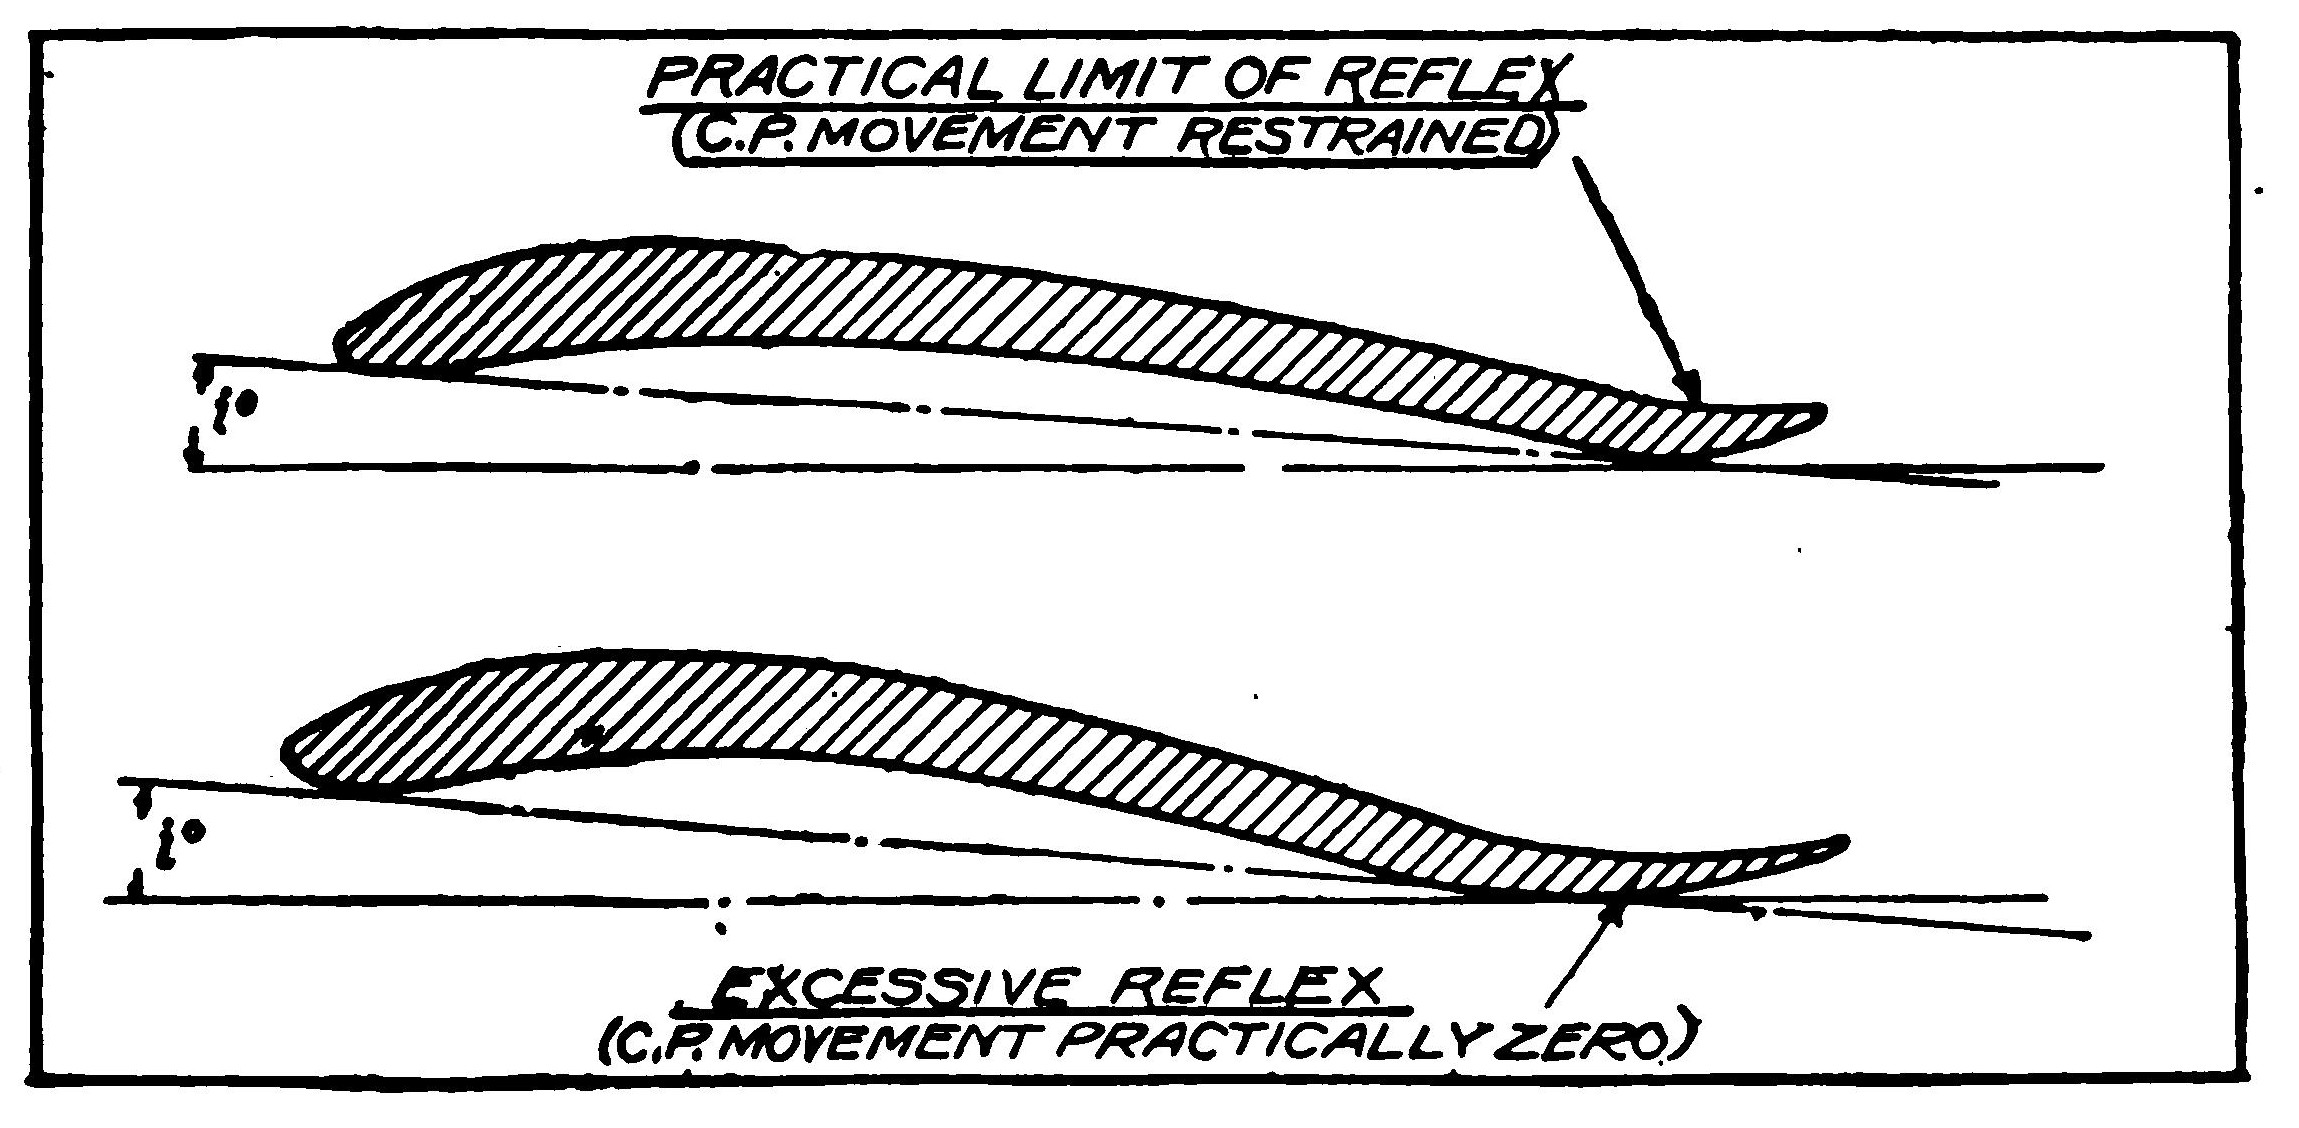 PRACTICAL LIMIT OF REFLEX
(C.P. MOVEMENT RESTRAINED)
i°
i°
EXCESSIVE REFLEX
(C.P. MOVEMENT PRACTICALLY ZERO.)